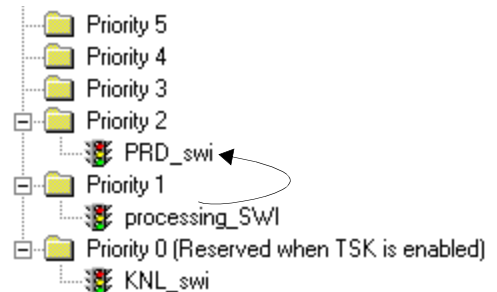 Priority 5
Priority 4
Priority 3
Priority 2
PRD_swi
Priority 1
processing_SWI
Priority 0 (Reserved when TSK is enabled)
KNL_swi